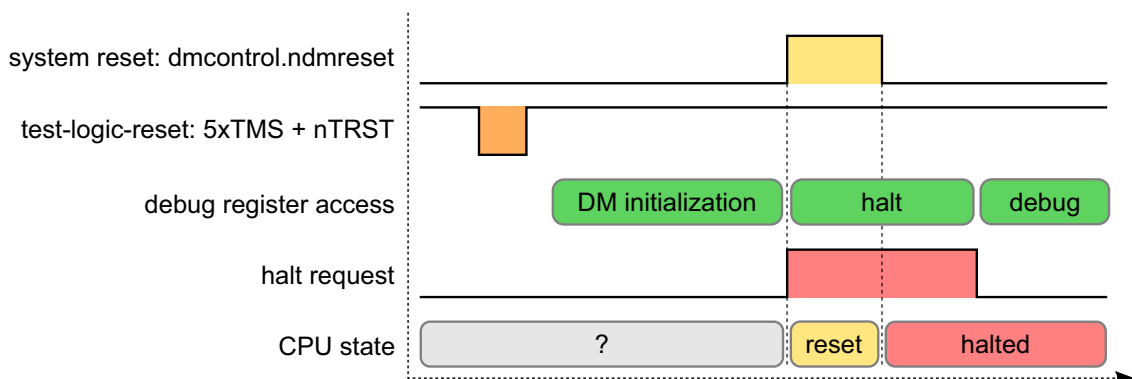 system reset: dmcontrol.ndmreset
test-logic-reset: 5xTMS + nTRST
debug register access
DM initialization
halt
debug
halt request
CPU state
?
reset
halted